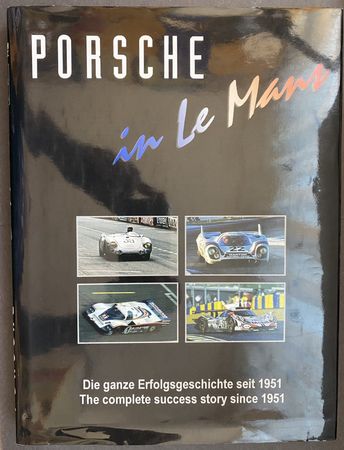 PORSCHE
in Le Mans
Die ganze Erfolgsgeschichte seit 1951
The complete success story since 1951